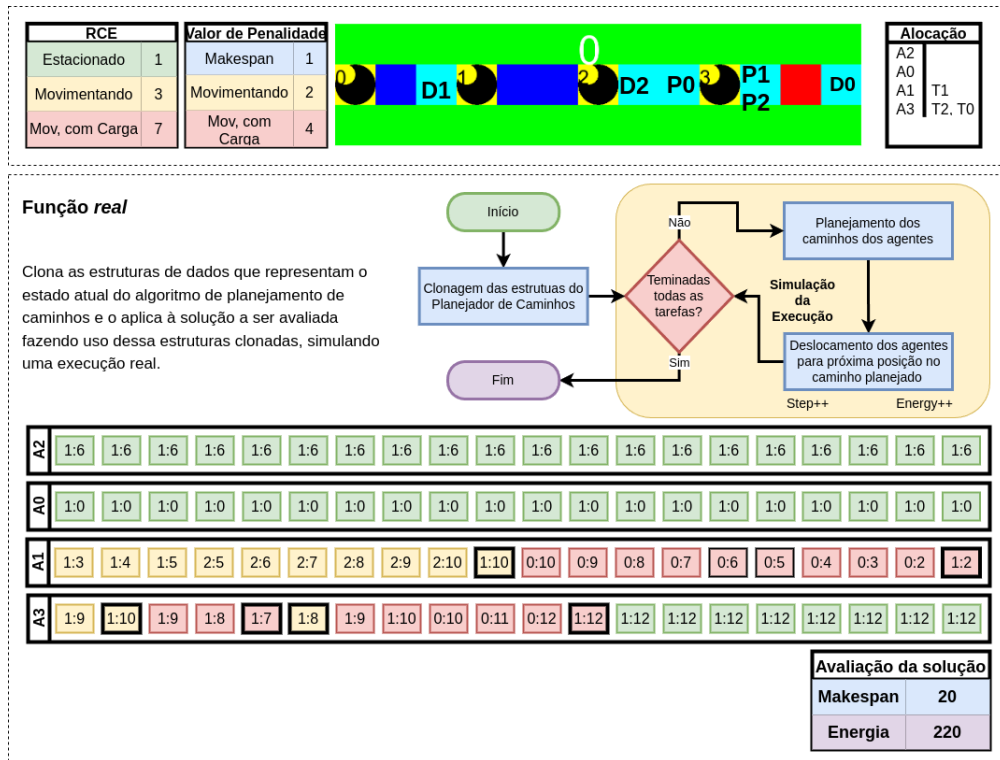 RCE
Estacionado 1
Movimentando 3
Mov, com Carga 7
Valor de Penalidade
Makespan 1
Movimentando 2
Mov, com
Carga
4
0
0 D1 1 2 D2 P0 3 P1 D0
P2
Alocação
A2
A0
A1 T1
A3 T2, T0
Função real
Clona as estruturas de dados que representam o
estado atual do algoritmo de planejamento de
caminhos e o aplica à solução a ser avaliada
fazendo uso dessa estruturas clonadas, simulando
uma execução real.
Início
Clonagem das estrutuas do
Planejador de Caminhos
Teminadas
todas as
tarefas?
Não
Sim
Fim
Planejamento dos
caminhos dos agentes
Simulação
da
Execução
Deslocamento dos agentes
para próxima posição no
caminho planejado
Step++ Energy++
A2 1:6 1:6 1:6 1:6 1:6 1:6 1:6 1:6 1:6 1:6 1:6 1:6 1:6 1:6 1:6 1:6 1:6 1:6 1:6 1:6
A0 1:0 1:0 1:0 1:0 1:0 1:0 1:0 1:0 1:0 1:0 1:0 1:0 1:0 1:0 1:0 1:0 1:0 1:0 1:0 1:0
A1 1:3 1:4 1:5 2:5 2:6 2:7 2:8 2:9 2:10 1:10 0:10 0:9 0:8 0:7 0:6 0:5 0:4 0:3 0:2 1:2
A3 1:9 1:10 1:9 1:8 1:7 1:8 1:9 1:10 0:10 0:11 0:12 1:12 1:12 1:12 1:12 1:12 1:12 1:12 1:12 1:12
Avaliação da solução
Makespan 20
Energia 220